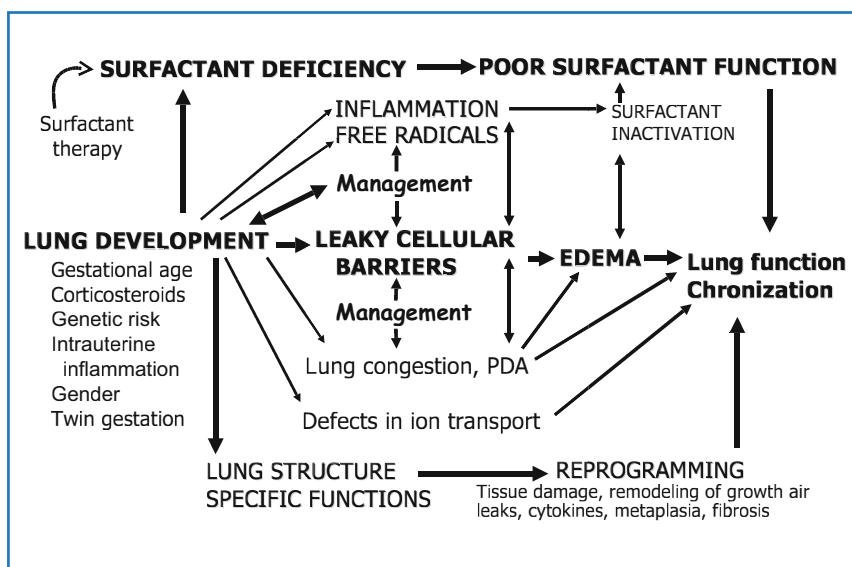 SURFACTANT DEFICIENCY
POOR SURFACTANT FUNCTION
Surfactant
therapy
INFLAMMATION
FREE RADICALS
SURFACTANT
INACTIVATION
Management
LUNG DEVELOPMENT
Gestational age
Corticosteroids
Genetic risk
Intrauterine
inflammation
Gender
Twin gestation
LEAKY CELLULAR
BARRIERS
EDEMA
Lung function
Chronization
Management
Lung congestion, PDA
Defects in ion transport
LUNG STRUCTURE
SPECIFIC FUNCTIONS
REPROGRAMMING
Tissue damage, remodeling of growth air
leaks, cytokines, metaplasia, fibrosis